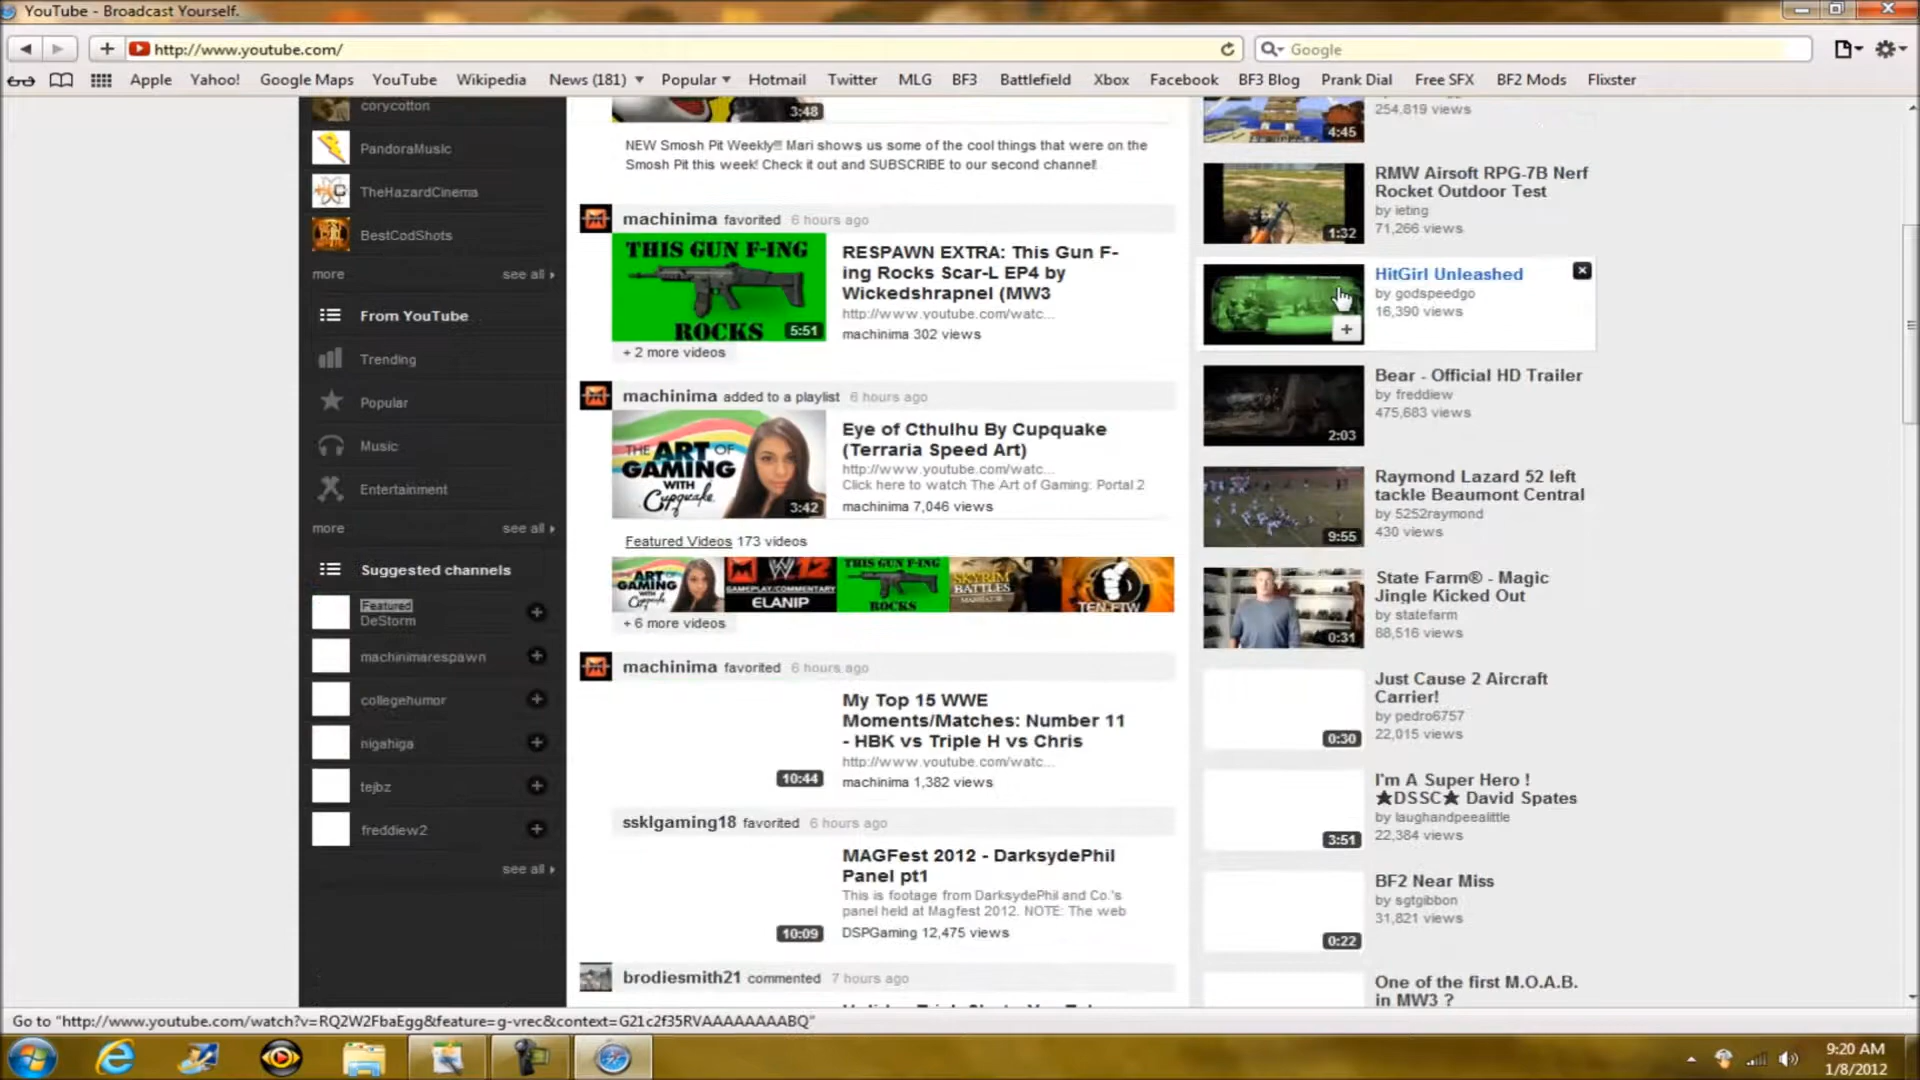 YouTube - Broadcast Yourself.
http://www.youtube.com/
Google
Apple Yahoo! Google Maps YouTube Wikipedia News (181) Popular Hotmail Twitter MLG BF3 Battlefield Xbox Facebook BF3 Blog Prank Dial Free SFX BF2 Mods Flixster
corycotton
PandoraMusic
TheHazardCinema
BestCodShots
more see all
From YouTube
Trending
Popular
Music
Entertainment
more see all
Suggested channels
Featured
DeStorm
machinimarespawn
collegehumor
nigahiga
tejbz
freddiew2
see all
3:48
NEW Smosh Pit Weekly!!! Mari shows us some of the cool things that were on the
Smosh Pit this week! Check it out and SUBSCRIBE to our second channel!
machinima favorited 6 hours ago
THIS GUN F-ING
ROCKS
5:51
RESPAWN EXTRA: This Gun F-
ing Rocks Scar-L EP4 by
Wickedshrapnel (MW3
http://www.youtube.com/watc...
machinima 302 views
+ 2 more videos
machinima added to a playlist 6 hours ago
THE ART OF
GAMING
WITH
Cupquake
3:42
Eye of Cthulhu By Cupquake
(Terraria Speed Art)
http://www.youtube.com/watc...
Click here to watch The Art of Gaming: Portal 2
machinima 7,046 views
Featured Videos 173 videos
ART OF
GAMING
WITH
Cupquake
W 12
GAMEPLAY/COMMENTARY
ELANIP
THIS GUN F-ING
ROCKS
SKYRIM
BATTLES
TEN.FTW
+ 6 more videos
machinima favorited 6 hours ago
10:44
My Top 15 WWE
Moments/Matches: Number 11
- HBK vs Triple H vs Chris
http://www.youtube.com/watc...
machinima 1,382 views
ssklgaming18 favorited 6 hours ago
10:09
MAGFest 2012 - DarksydePhil
Panel pt1
This is footage from DarksydePhil and Co.'s
panel held at Magfest 2012. NOTE: The web
DSPGaming 12,475 views
brodiesmith21 commented 7 hours ago
4:45
254,819 views
1:32
RMW Airsoft RPG-7B Nerf
Rocket Outdoor Test
by ieting
71,266 views
HitGirl Unleashed
by godspeedgo
16,390 views
2:03
Bear - Official HD Trailer
by freddiew
475,683 views
9:55
Raymond Lazard 52 left
tackle Beaumont Central
by 5252raymond
430 views
0:31
State Farm® - Magic
Jingle Kicked Out
by statefarm
88,516 views
0:30
Just Cause 2 Aircraft
Carrier!
by pedro6757
22,015 views
3:51
I'm A Super Hero !
★DSSC★ David Spates
by laughandpeealittle
22,384 views
0:22
BF2 Near Miss
by sgtgibbon
31,821 views
One of the first M.O.A.B.
in MW3 ?
Go to "http://www.youtube.com/watch?v=RQ2W2FbaEgg&feature=g-vrec&context=G21c2f35RVAAAAAAAABQ"
9:20 AM
1/8/2012